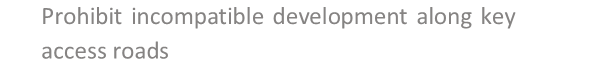 Prohibit incompatible development along key
access roads